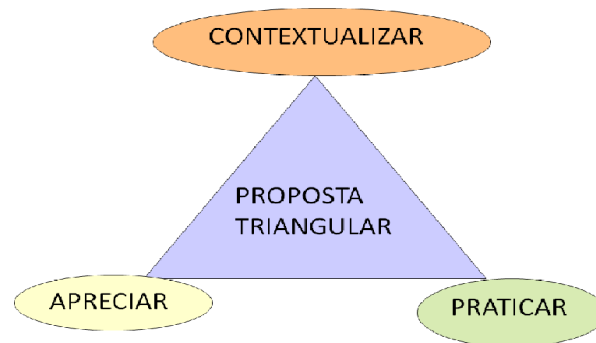 CONTEXTUALIZAR
PROPOSTA
TRIANGULAR
APRECIAR
PRATICAR